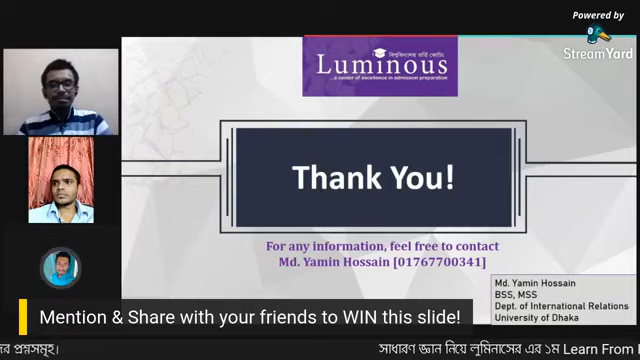 Powered by
StreamYard
বিশ্ববিদ্যালয় ভর্তি কোচিং
Luminous
...a center of excellence in admission preparation
Thank You!
For any information, feel free to contact
Md. Yamin Hossain [01767700341]
Md. Yamin Hossain
BSS, MSS
Dept. of International Relations
University of Dhaka
Mention & Share with your friends to WIN this slide!
প্রশ্নসমূহ। সাধারণ জ্ঞান নিয়ে লুমিনাসের এর ১ম Learn From